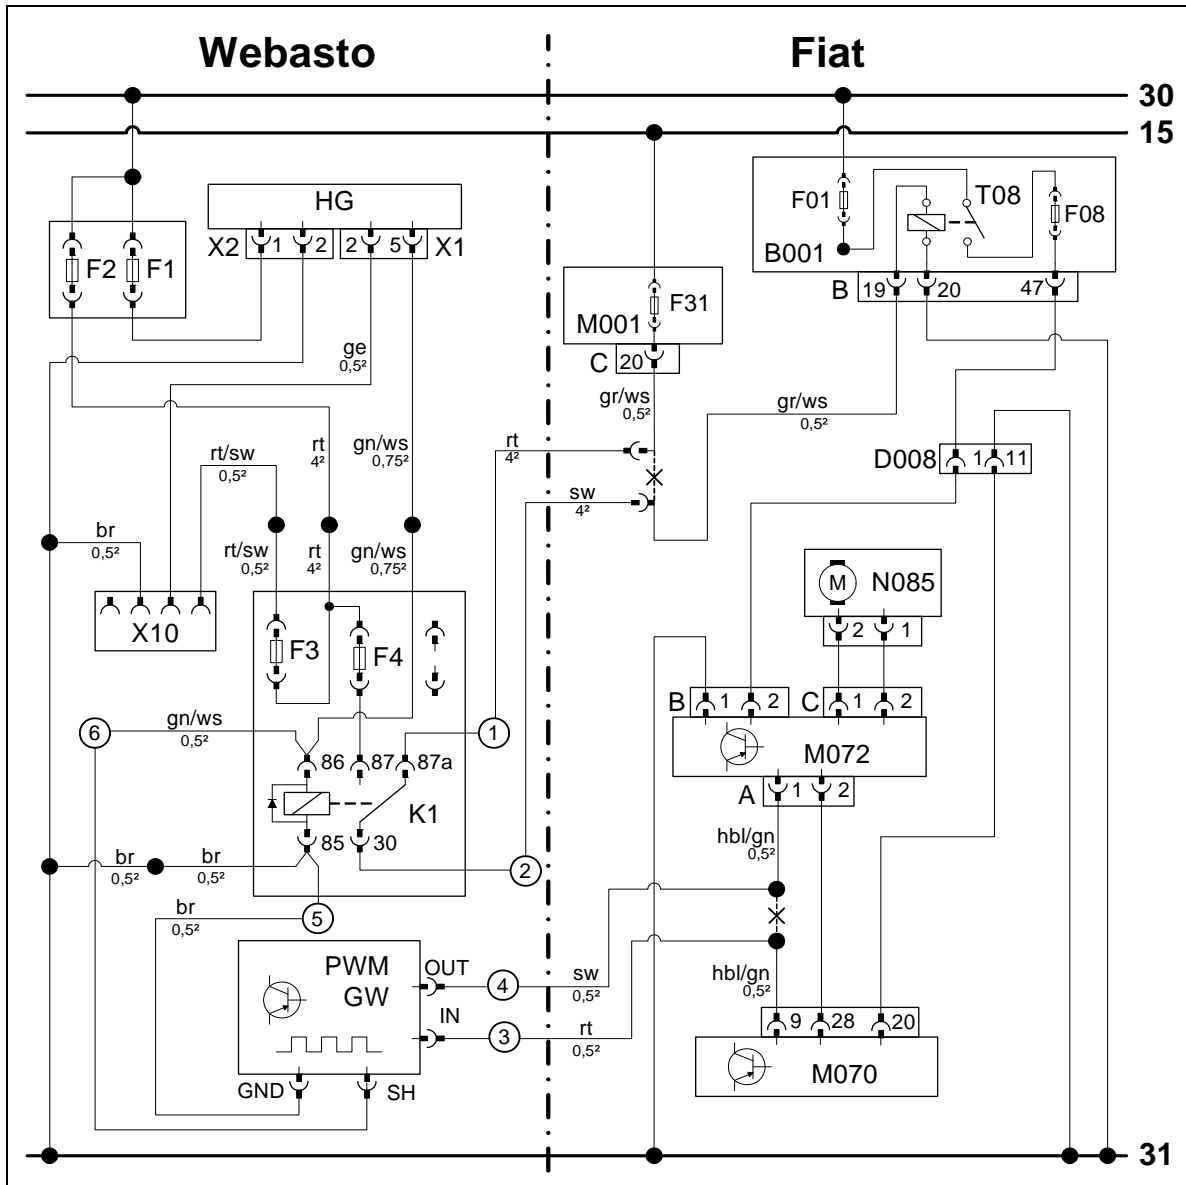 Webasto
Fiat
30
15
HG
X2 1 2 2 5 X1
F2 F1
F01 T08 F08
B001
B 19 20 47
F31
M001
C 20
ge
0,5²
gr/ws
0,5²
gr/ws
0,5²
rt/sw
0,5²
rt
4²
gn/ws
0,75²
rt
4²
D008 1 11
sw
4²
br
0,5²
rt/sw
0,5²
rt
4²
gn/ws
0,75²
M N085
2 1
X10
F3 F4
B 1 2 C 1 2
6
gn/ws
0,5²
1
86 87 87a
M072
K1
A 1 2
85 30
hbl/gn
0,5²
br
0,5²
br
0,5²
2
br
0,5²
5
PWM
GW
OUT
4
sw
0,5²
hbl/gn
0,5²
IN
3
rt
0,5²
9 28 20
M070
GND SH
31